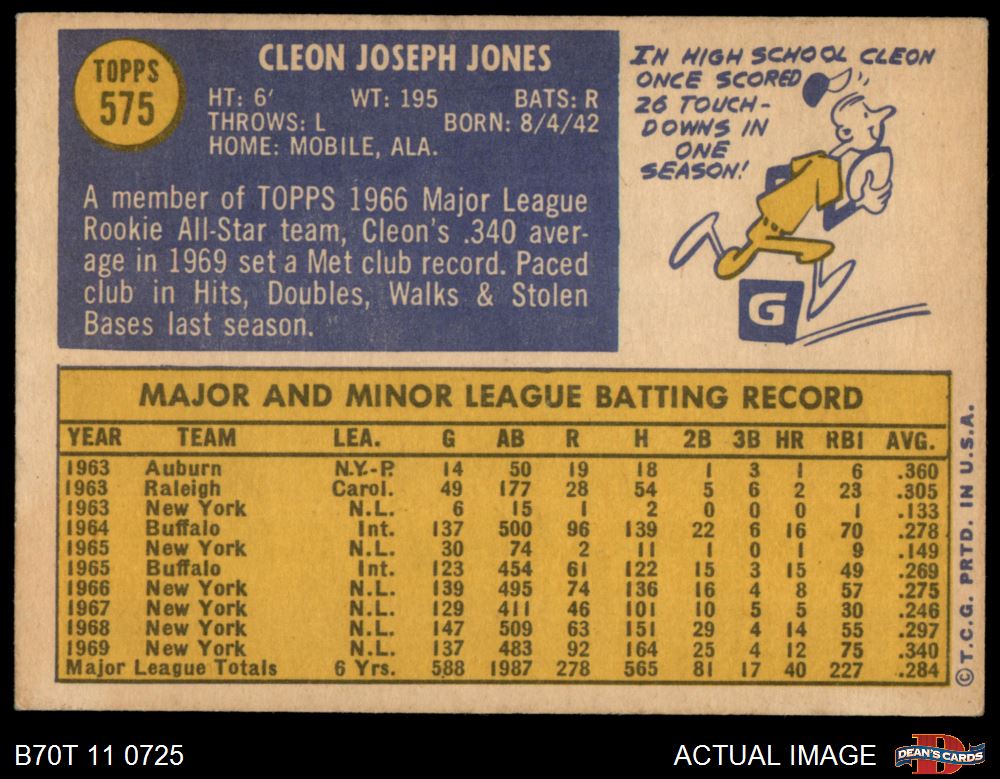 TOPPS
575
CLEON JOSEPH JONES
HT: 6' WT: 195 BATS: R
THROWS: L BORN: 8/4/42
HOME: MOBILE, ALA.
A member of TOPPS 1966 Major League
Rookie All-Star team, Cleon's .340 aver-
age in 1969 set a Met club record. Paced
club in Hits, Doubles, Walks & Stolen
Bases last season.
IN HIGH SCHOOL CLEON
ONCE SCORED
26 TOUCH-
DOWNS IN
ONE
SEASON!
G
MAJOR AND MINOR LEAGUE BATTING RECORD
YEAR TEAM LEA. G AB R H 2B 3B HR RBI AVG.
1963 Auburn N.Y.-P. 14 50 19 18 1 3 1 6 .360
1963 Raleigh Carol. 49 177 28 54 5 6 2 23 .305
1963 New York N.L. 6 15 1 2 0 0 0 1 .133
1964 Buffalo Int. 137 500 96 139 22 6 16 70 .278
1965 New York N.L. 30 74 2 11 1 0 1 9 .149
1965 Buffalo Int. 123 454 61 122 15 3 15 49 .269
1966 New York N.L. 139 495 74 136 16 4 8 57 .275
1967 New York N.L. 129 411 46 101 10 5 5 30 .246
1968 New York N.L. 147 509 63 151 29 4 14 55 .297
1969 New York N.L. 137 483 92 164 25 4 12 75 .340
Major League Totals 6 Yrs. 588 1987 278 565 81 17 40 227 .284
© T.C.G. PRTD. IN U.S.A.
B70T 11 0725
ACTUAL IMAGE
D
DEAN'S CARDS